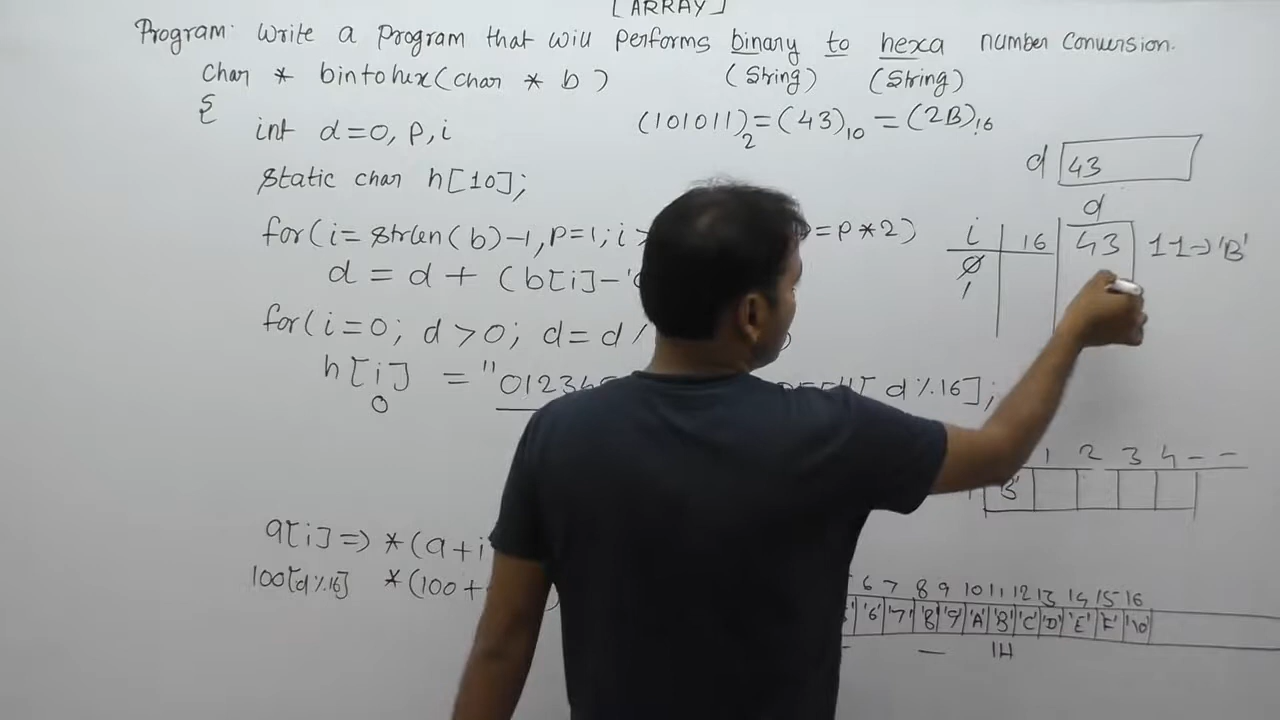 [ARRAY]
Program: Write a Program that will Performs binary to hexa number Conversion.
Char * bintohex(char * b) (String) (String)
{
int d=0, P, i (101011)2 = (43)10 = (2B)16
Static char h[10]; d 43
for(i= Strlen(b)-1, P=1; i =P*2)
d = d + (b[i]-'
i 16 d 43 11->'B'
0
1
for(i=0; d>0; d= d/
h[i] = "012345 [d%16];
0
1 2 3 4 - -
'B'
a[i] => *(a+i
100[d%16] *(100+
6 7 8 9 10 11 12 13 14 15 16
'6' '7' '8' '9' 'A' 'B' 'C' 'D' 'E' 'F' '\0'